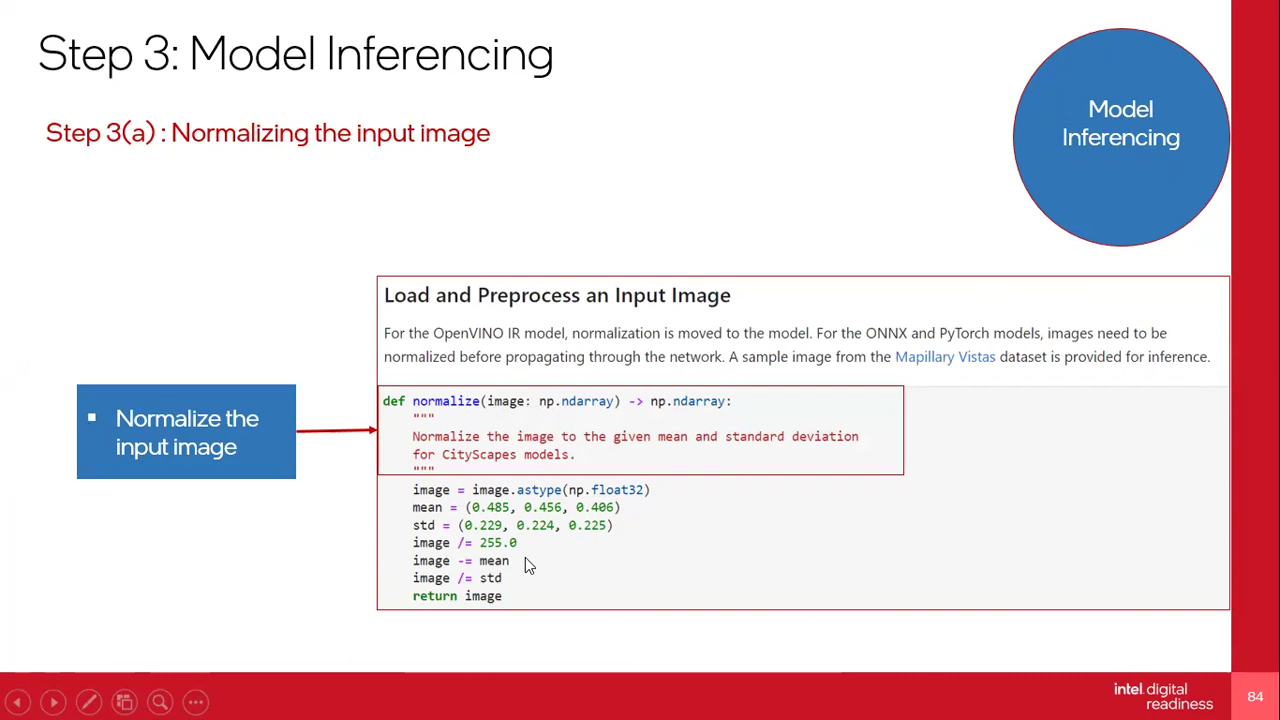 Step 3: Model Inferencing
Step 3(a) : Normalizing the input image
Model
Inferencing
Load and Preprocess an Input Image
For the OpenVINO IR model, normalization is moved to the model. For the ONNX and PyTorch models, images need to be
normalized before propagating through the network. A sample image from the Mapillary Vistas dataset is provided for inference.
▪ Normalize the
input image
def normalize(image: np.ndarray) -> np.ndarray:
"""
Normalize the image to the given mean and standard deviation
for CityScapes models.
"""
image = image.astype(np.float32)
mean = (0.485, 0.456, 0.406)
std = (0.229, 0.224, 0.225)
image /= 255.0
image -= mean
image /= std
return image
intel. digital
readiness
84